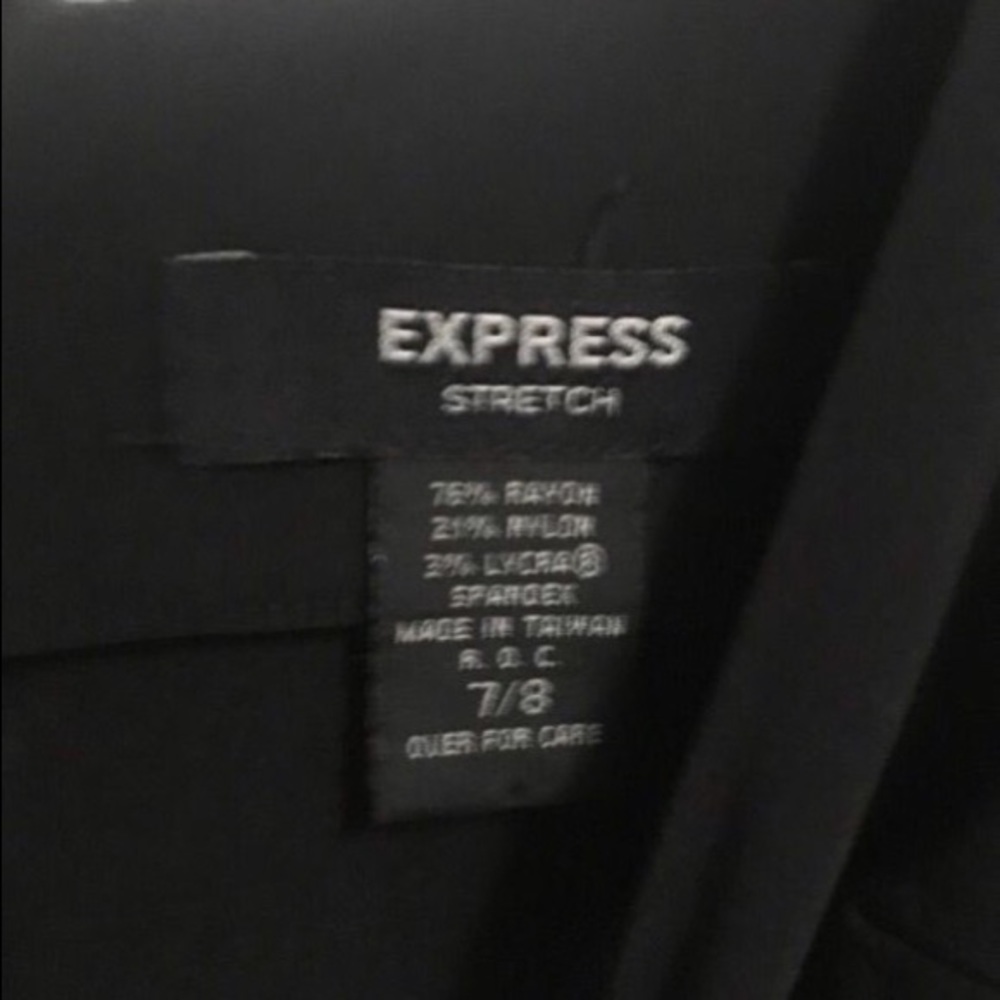 EXPRESS
STRETCH
76% RAYON
21% NYLON
3% LYCRA®
SPANDEX
MADE IN TAIWAN
R. O. C.
7/8
OVER FOR CARE